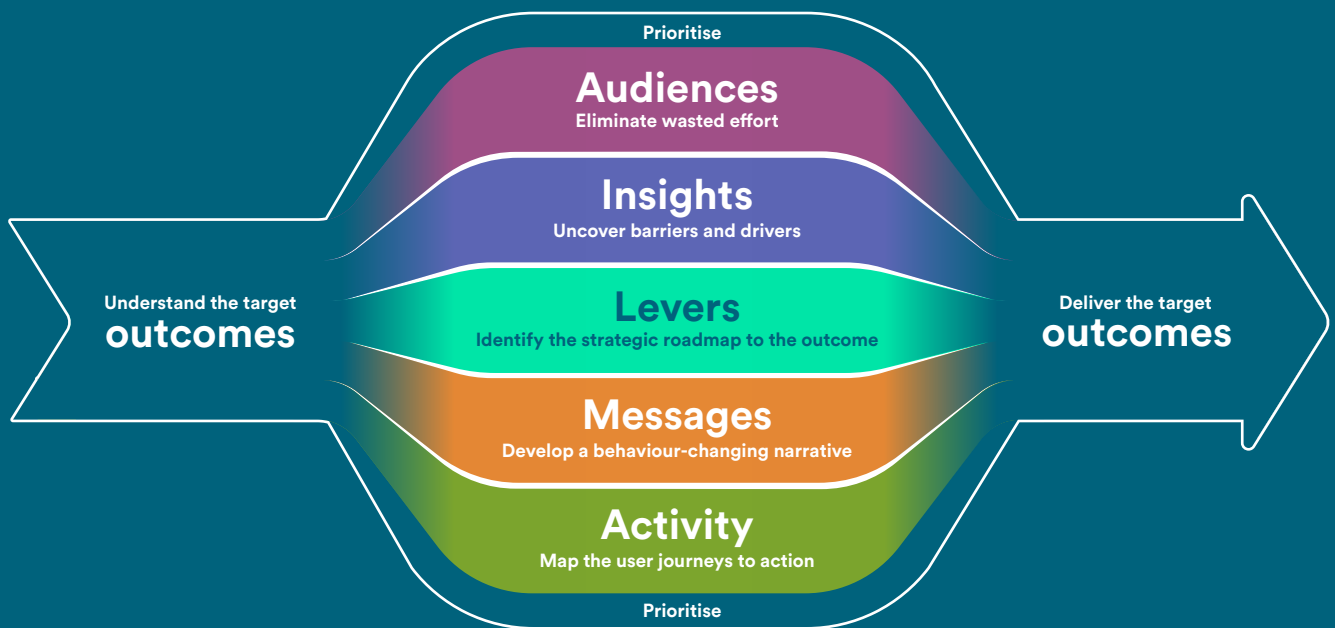 Prioritise
Audiences
Eliminate wasted effort
Insights
Uncover barriers and drivers
Understand the target
outcomes
Levers
Identify the strategic roadmap to the outcome
Deliver the target
outcomes
Messages
Develop a behaviour-changing narrative
Activity
Map the user journeys to action
Prioritise